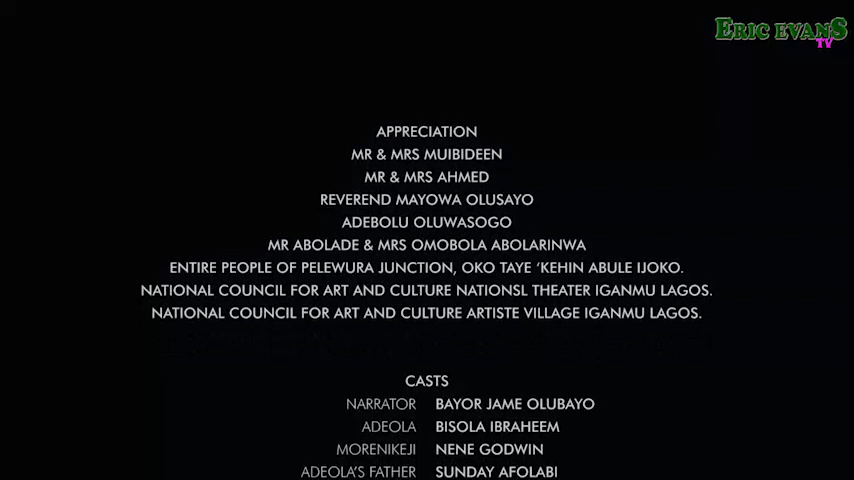 ERIC EVANS
TV
APPRECIATION
MR & MRS MUIBIDEEN
MR & MRS AHMED
REVEREND MAYOWA OLUSAYO
ADEBOLU OLUWASOGO
MR ABOLADE & MRS OMOBOLA ABOLARINWA
ENTIRE PEOPLE OF PELEWURA JUNCTION, OKO TAYE ‘KEHIN ABULE IJOKO.
NATIONAL COUNCIL FOR ART AND CULTURE NATIONSL THEATER IGANMU LAGOS.
NATIONAL COUNCIL FOR ART AND CULTURE ARTISTE VILLAGE IGANMU LAGOS.
CASTS
NARRATOR BAYOR JAME OLUBAYO
ADEOLA BISOLA IBRAHEEM
MORENIKEJI NENE GODWIN
ADEOLA'S FATHER SUNDAY AFOLABI